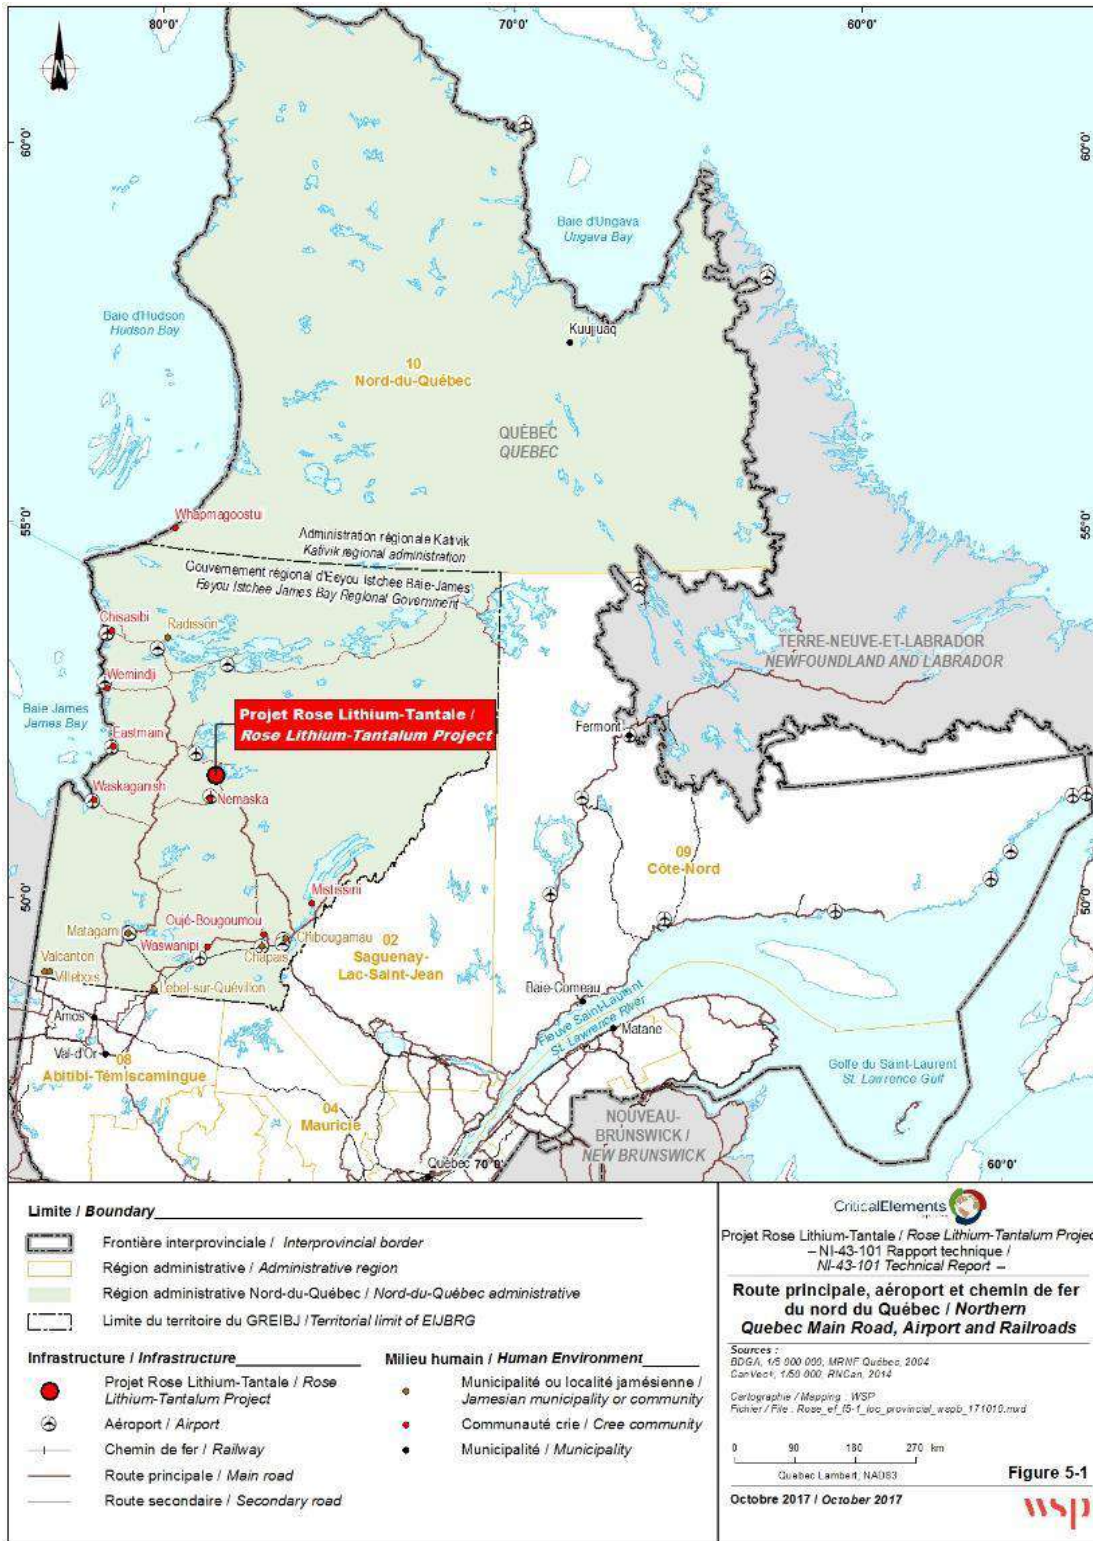 80°0'
70°0'
60°0'
N
60°0'
60°0'
Baie d'Ungava
Ungava Bay
Baie d'Hudson
Hudson Bay
Kuujjuaq
10
Nord-du-Québec
QUÉBEC
QUEBEC
Whapmagoostui
55°0'
55°0'
Administration régionale Kativik
Kativik regional administration
Gouvernement régional d'Eeyou Istchee Baie-James
Eeyou Istchee James Bay Regional Government
Chisasibi
Radisson
TERRE-NEUVE-ET-LABRADOR
NEWFOUNDLAND AND LABRADOR
Wemindji
Baie James
James Bay
Projet Rose Lithium-Tantale /
Rose Lithium-Tantalum Project
Eastmain
Fermont
Waskaganish
Nemaska
09
Côte-Nord
50°0'
50°0'
Mistissini
Oujé-Bougoumou
Matagami
Chibougamau
Waswanipi
Chapais
02
Saguenay-
Lac-Saint-Jean
Valcanton
Villebois
Lebel-sur-Quévillon
Baie-Comeau
Fleuve Saint-Laurent
St. Lawrence River
Amos
Matane
Val-d'Or
08
Abitibi-Témiscamingue
Golfe du Saint-Laurent
St. Lawrence Gulf
04
Mauricie
NOUVEAU-
BRUNSWICK /
NEW BRUNSWICK
Québec
70°0'
60°0'
Limite / Boundary
Frontière interprovinciale / Interprovincial border
Région administrative / Administrative region
Région administrative Nord-du-Québec / Nord-du-Québec administrative
Limite du territoire du GREIBJ / Territorial limit of EIJBRG
Infrastructure / Infrastructure
Projet Rose Lithium-Tantale / Rose
Lithium-Tantalum Project
Aéroport / Airport
Chemin de fer / Railway
Route principale / Main road
Route secondaire / Secondary road
Milieu humain / Human Environment
Municipalité ou localité jamésienne /
Jamesian municipality or community
Communauté crie / Cree community
Municipalité / Municipality
CriticalElements
Projet Rose Lithium-Tantale / Rose Lithium-Tantalum Projec
– NI-43-101 Rapport technique /
NI-43-101 Technical Report –
Route principale, aéroport et chemin de fer
du nord du Québec / Northern
Quebec Main Road, Airport and Railroads
Sources :
BDGA, 1/5 000 000, MRNF Québec, 2004
CanVec+, 1/50 000, RNCan, 2014
Cartographie / Mapping : WSP
Fichier / File : Rose_ef_f5-1_loc_provincial_wspb_171010.mxd
0 90 180 270 km
Quebec Lambert, NAD83
Figure 5-1
Octobre 2017 / October 2017
wsp